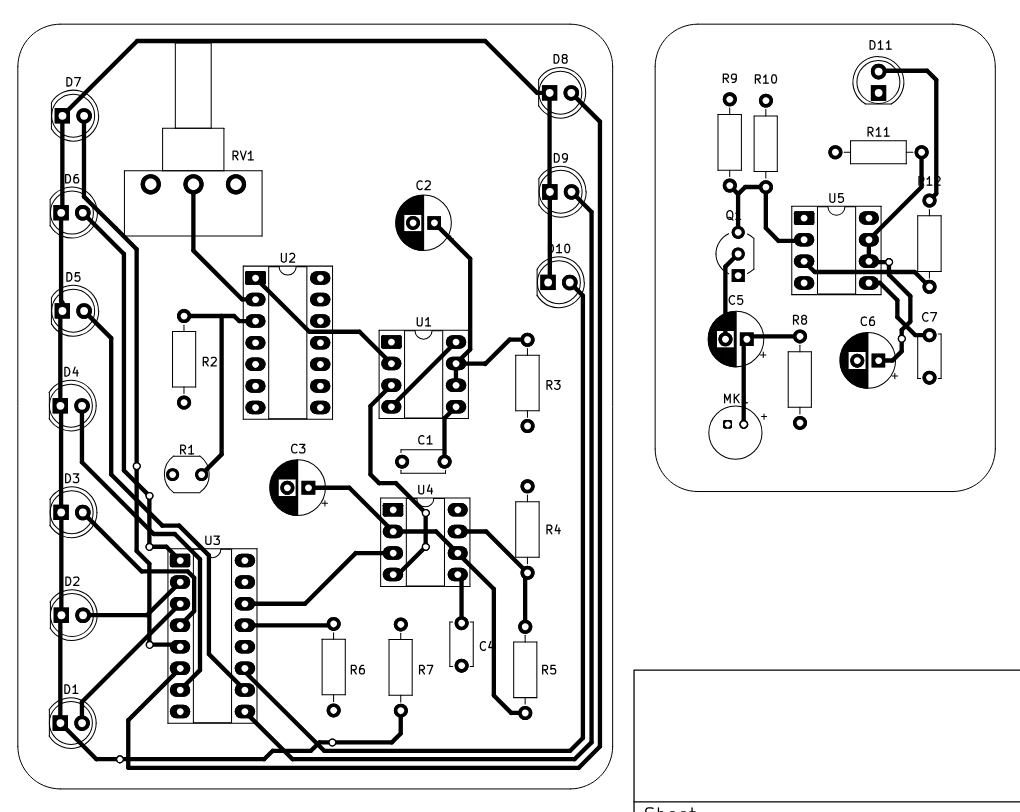 D7
D8
D11
R9
R10
RV1
R11
D6
D9
C2
R12
U5
Q1
D10
U2
D5
C5
C6
R8
C7
U1
R2
R3
D4
+
+
MK1
+
R1
C3
C1
D3
U4
+
R4
U3
D2
C4
R6
R7
R5
D1
Sheet